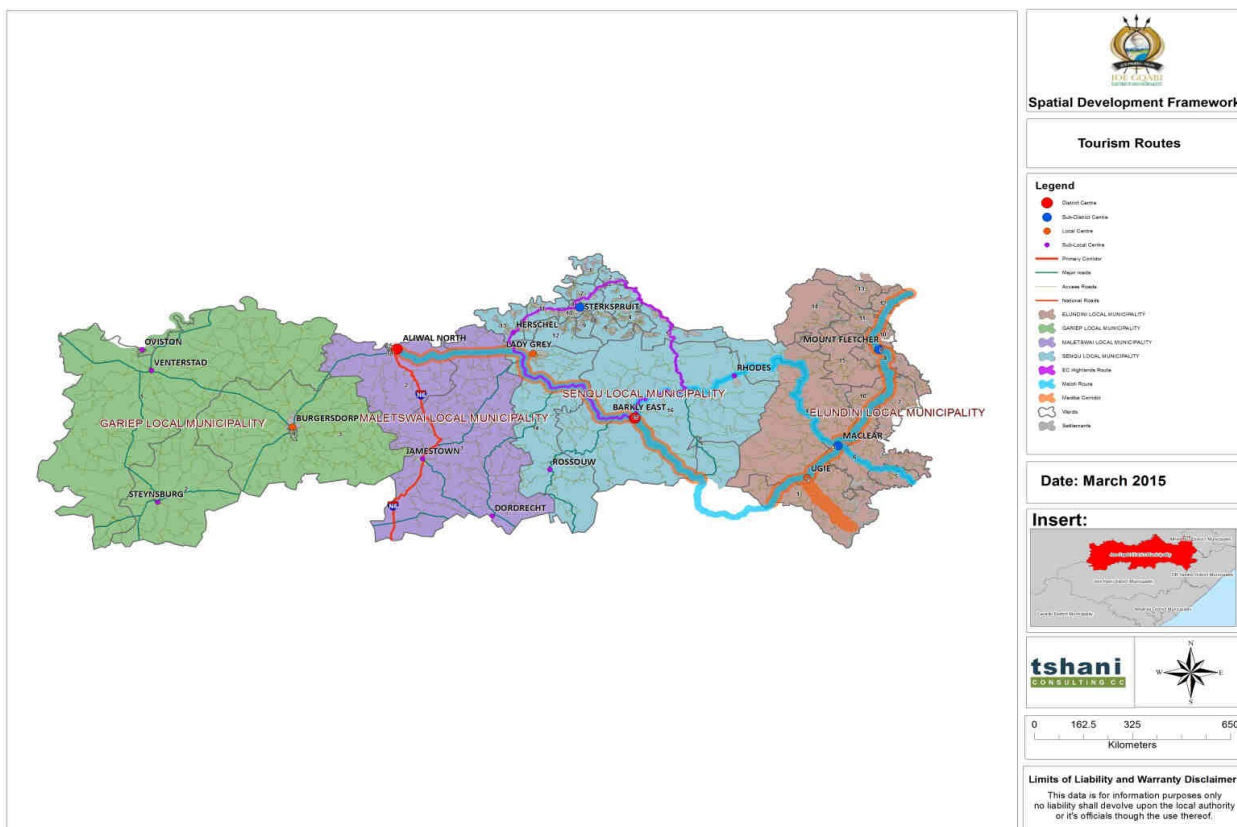 JOE GQABI
Spatial Development Framework
Tourism Routes
Legend
District Centre
Sub-District Centre
Local Centre
Sub-Local Centre
Primary Corridor
Major roads
Access Roads
National Roads
ELUNDINI LOCAL MUNICIPALITY
GARIEP LOCAL MUNICIPALITY
MALETSWAI LOCAL MUNICIPALITY
SENQU LOCAL MUNICIPALITY
EC Highlands Route
Maloti Route
Madiba Corridor
Wards
Settlements
Date: March 2015
Insert:
Joe Gqabi District Municipality
tshani
CONSULTING CC
N
W
E
S
0 162.5 325 650
Kilometers
Limits of Liability and Warranty Disclaimer
This data is for information purposes only
no liability shall devolve upon the local authority
or it's officials though the use thereof.
OVISTON
VENTERSTAD
GARIEP LOCAL MUNICIPALITY
BURGERSDORP
STEYNSBURG
ALIWAL NORTH
N6
MALETSWAI LOCAL MUNICIPALITY
JAMESTOWN
N6
DORDRECHT
STERKSPRUIT
HERSCHEL
LADY GREY
SENQU LOCAL MUNICIPALITY
BARKLY EAST
ROSSOUW
RHODES
MOUNT FLETCHER
ELUNDINI LOCAL MUNICIPALITY
MACLEAR
UGIE